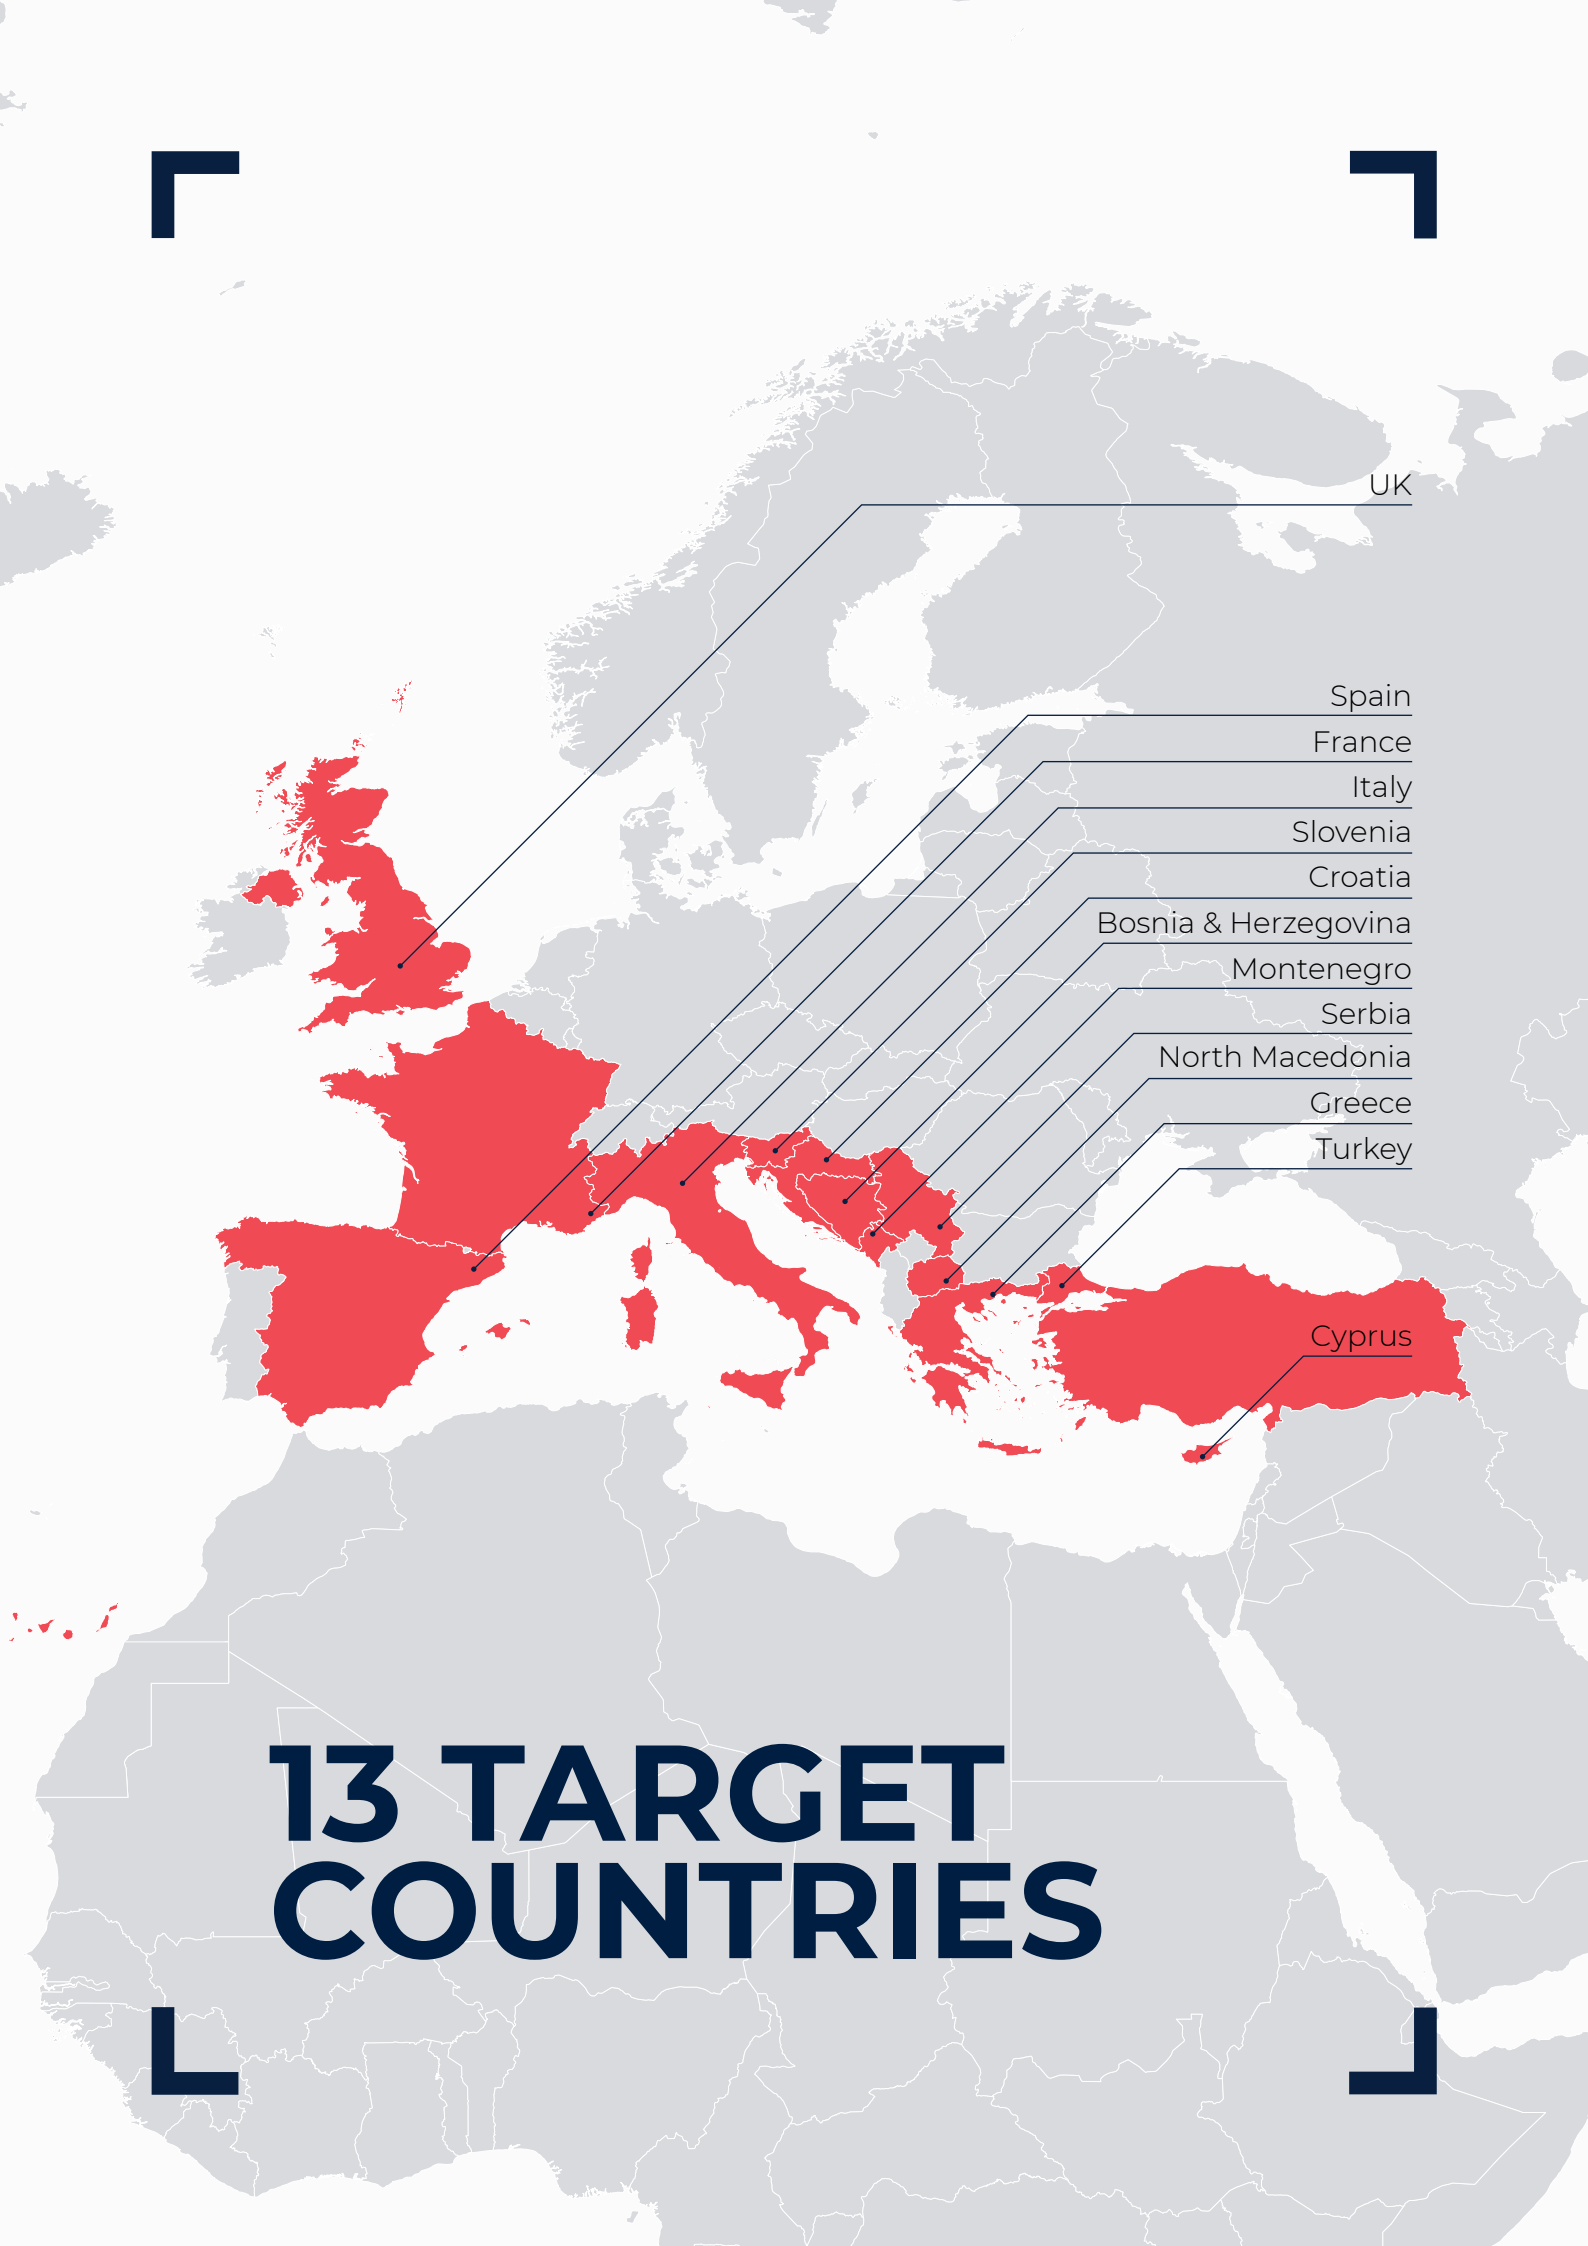 UK
Spain
France
Italy
Slovenia
Croatia
Bosnia & Herzegovina
Montenegro
Serbia
North Macedonia
Greece
Turkey
Cyprus
13 TARGET
COUNTRIES